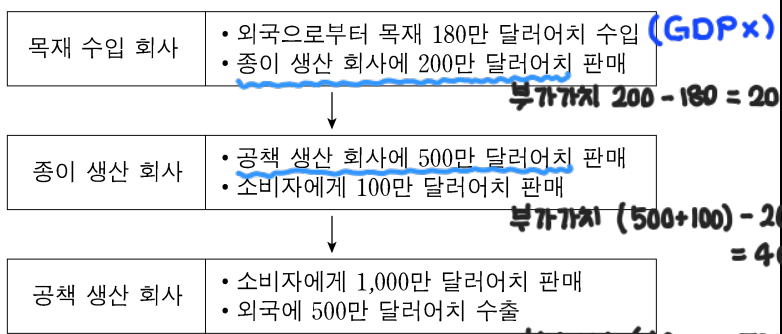 목재 수입 회사
• 외국으로부터 목재 180만 달러어치 수입 (GDP×)
• 종이 생산 회사에 200만 달러어치 판매
부가가치 200 - 180 = 20
종이 생산 회사
• 공책 생산 회사에 500만 달러어치 판매
• 소비자에게 100만 달러어치 판매
부가가치 (500+100) - 20
= 40
공책 생산 회사
• 소비자에게 1,000만 달러어치 판매
• 외국에 500만 달러어치 수출